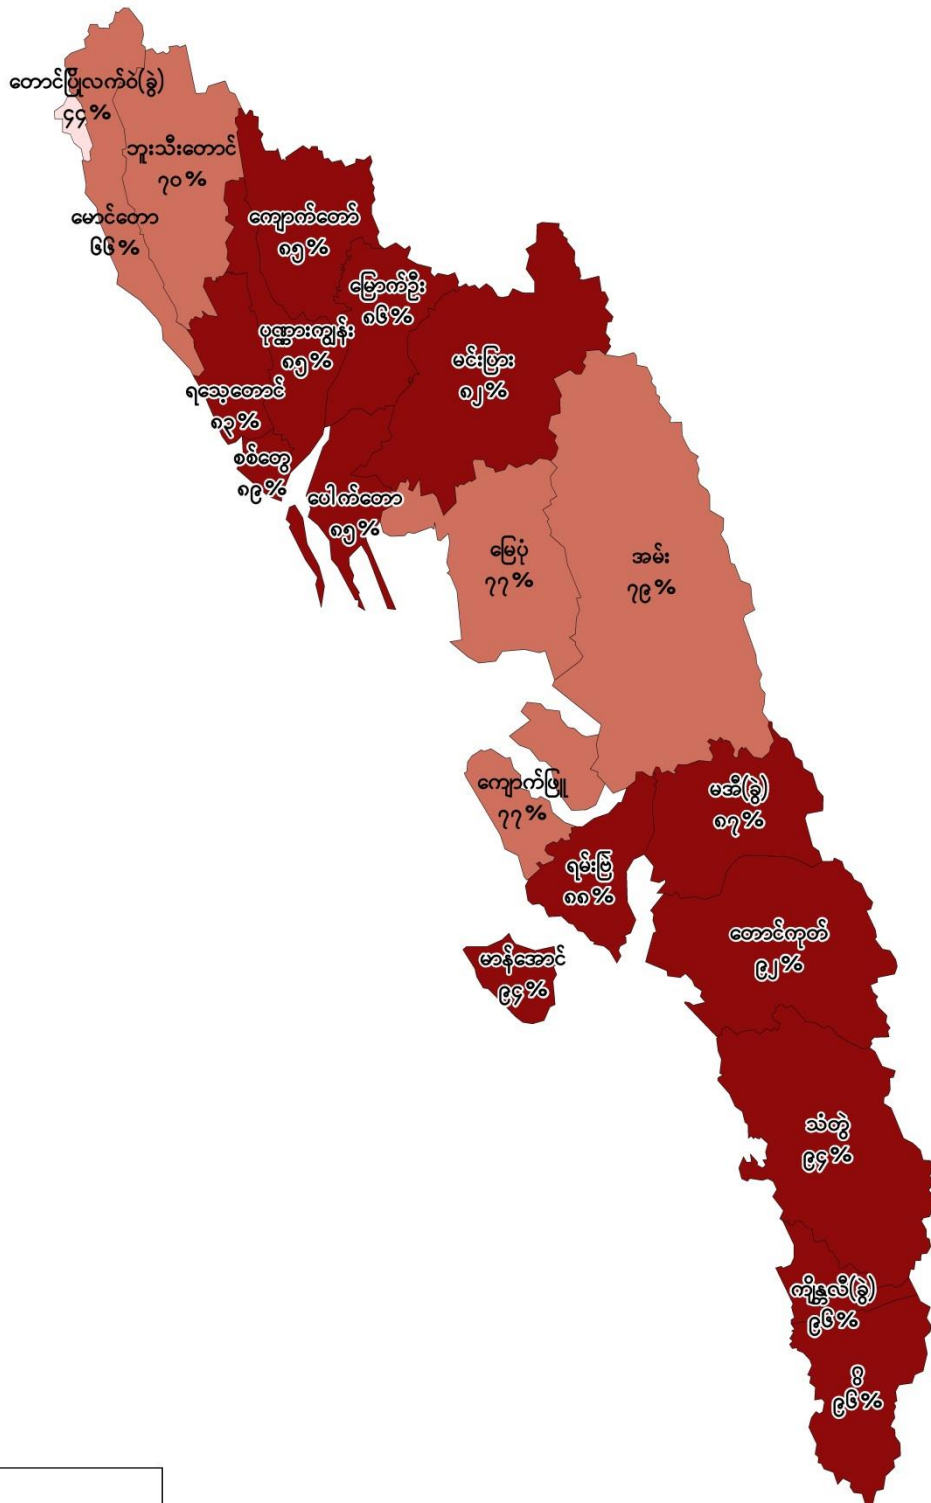 တောင်ပြိုလက်ဝဲ(ခွဲ)
၄၄%
ဘူးသီးတောင်
၇၀%
မောင်တော
၆၆%
ကျောက်တော်
၈၅%
မြောက်ဦး
၈၆%
ပုဏ္ဏားကျွန်း
၈၅%
မင်းပြား
၈၂%
ရသေ့တောင်
၈၃%
စစ်တွေ
၈၉%
ပေါက်တော
၈၅%
မြေပုံ
၇၇%
အမ်း
၇၉%
ကျောက်ဖြူ
၇၇%
မအီ(ခွဲ)
၈၇%
ရမ်းဗြဲ
၈၈%
တောင်ကုတ်
၉၂%
မာန်အောင်
၉၄%
သံတွဲ
၉၄%
ကျိန္တလီ(ခွဲ)
၉၆%
ဂွ
၉၆%